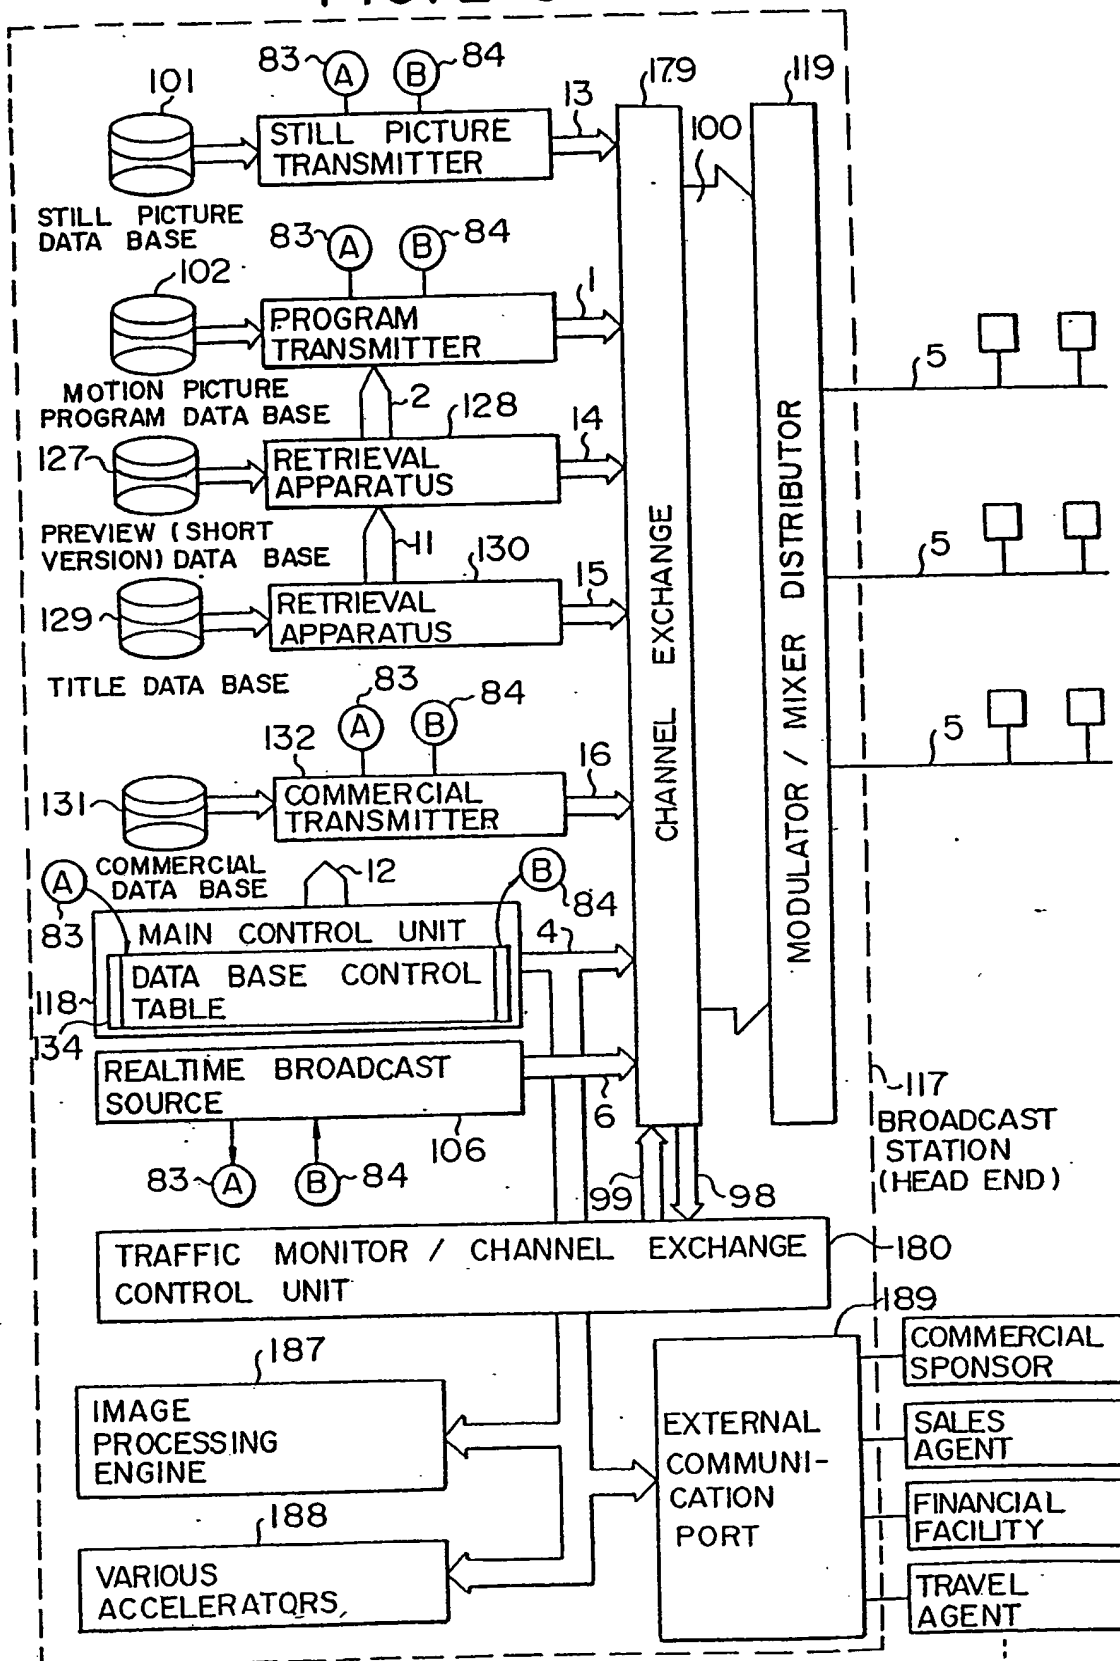 101
83
A
B
84
13
179
119
STILL PICTURE
TRANSMITTER
100
STILL PICTURE
DATA BASE
102
83
A
B
84
1
PROGRAM
TRANSMITTER
MOTION PICTURE
PROGRAM DATA BASE
2
128
14
5
127
RETRIEVAL
APPARATUS
PREVIEW (SHORT
VERSION) DATA BASE
11
130
15
5
129
RETRIEVAL
APPARATUS
TITLE DATA BASE
83
A
B
84
132
16
5
131
COMMERCIAL
TRANSMITTER
COMMERCIAL
DATA BASE
CHANNEL EXCHANGE
MODULATOR / MIXER DISTRIBUTOR
A
83
12
B
84
MAIN CONTROL UNIT
4
118
DATA BASE CONTROL
TABLE
134
REALTIME BROADCAST
SOURCE
6
106
83
A
B
84
99
98
117
BROADCAST
STATION
(HEAD END)
TRAFFIC MONITOR / CHANNEL EXCHANGE
CONTROL UNIT
180
189
187
IMAGE
PROCESSING
ENGINE
188
VARIOUS
ACCELERATORS
EXTERNAL
COMMUNI-
CATION
PORT
COMMERCIAL
SPONSOR
SALES
AGENT
FINANCIAL
FACILITY
TRAVEL
AGENT